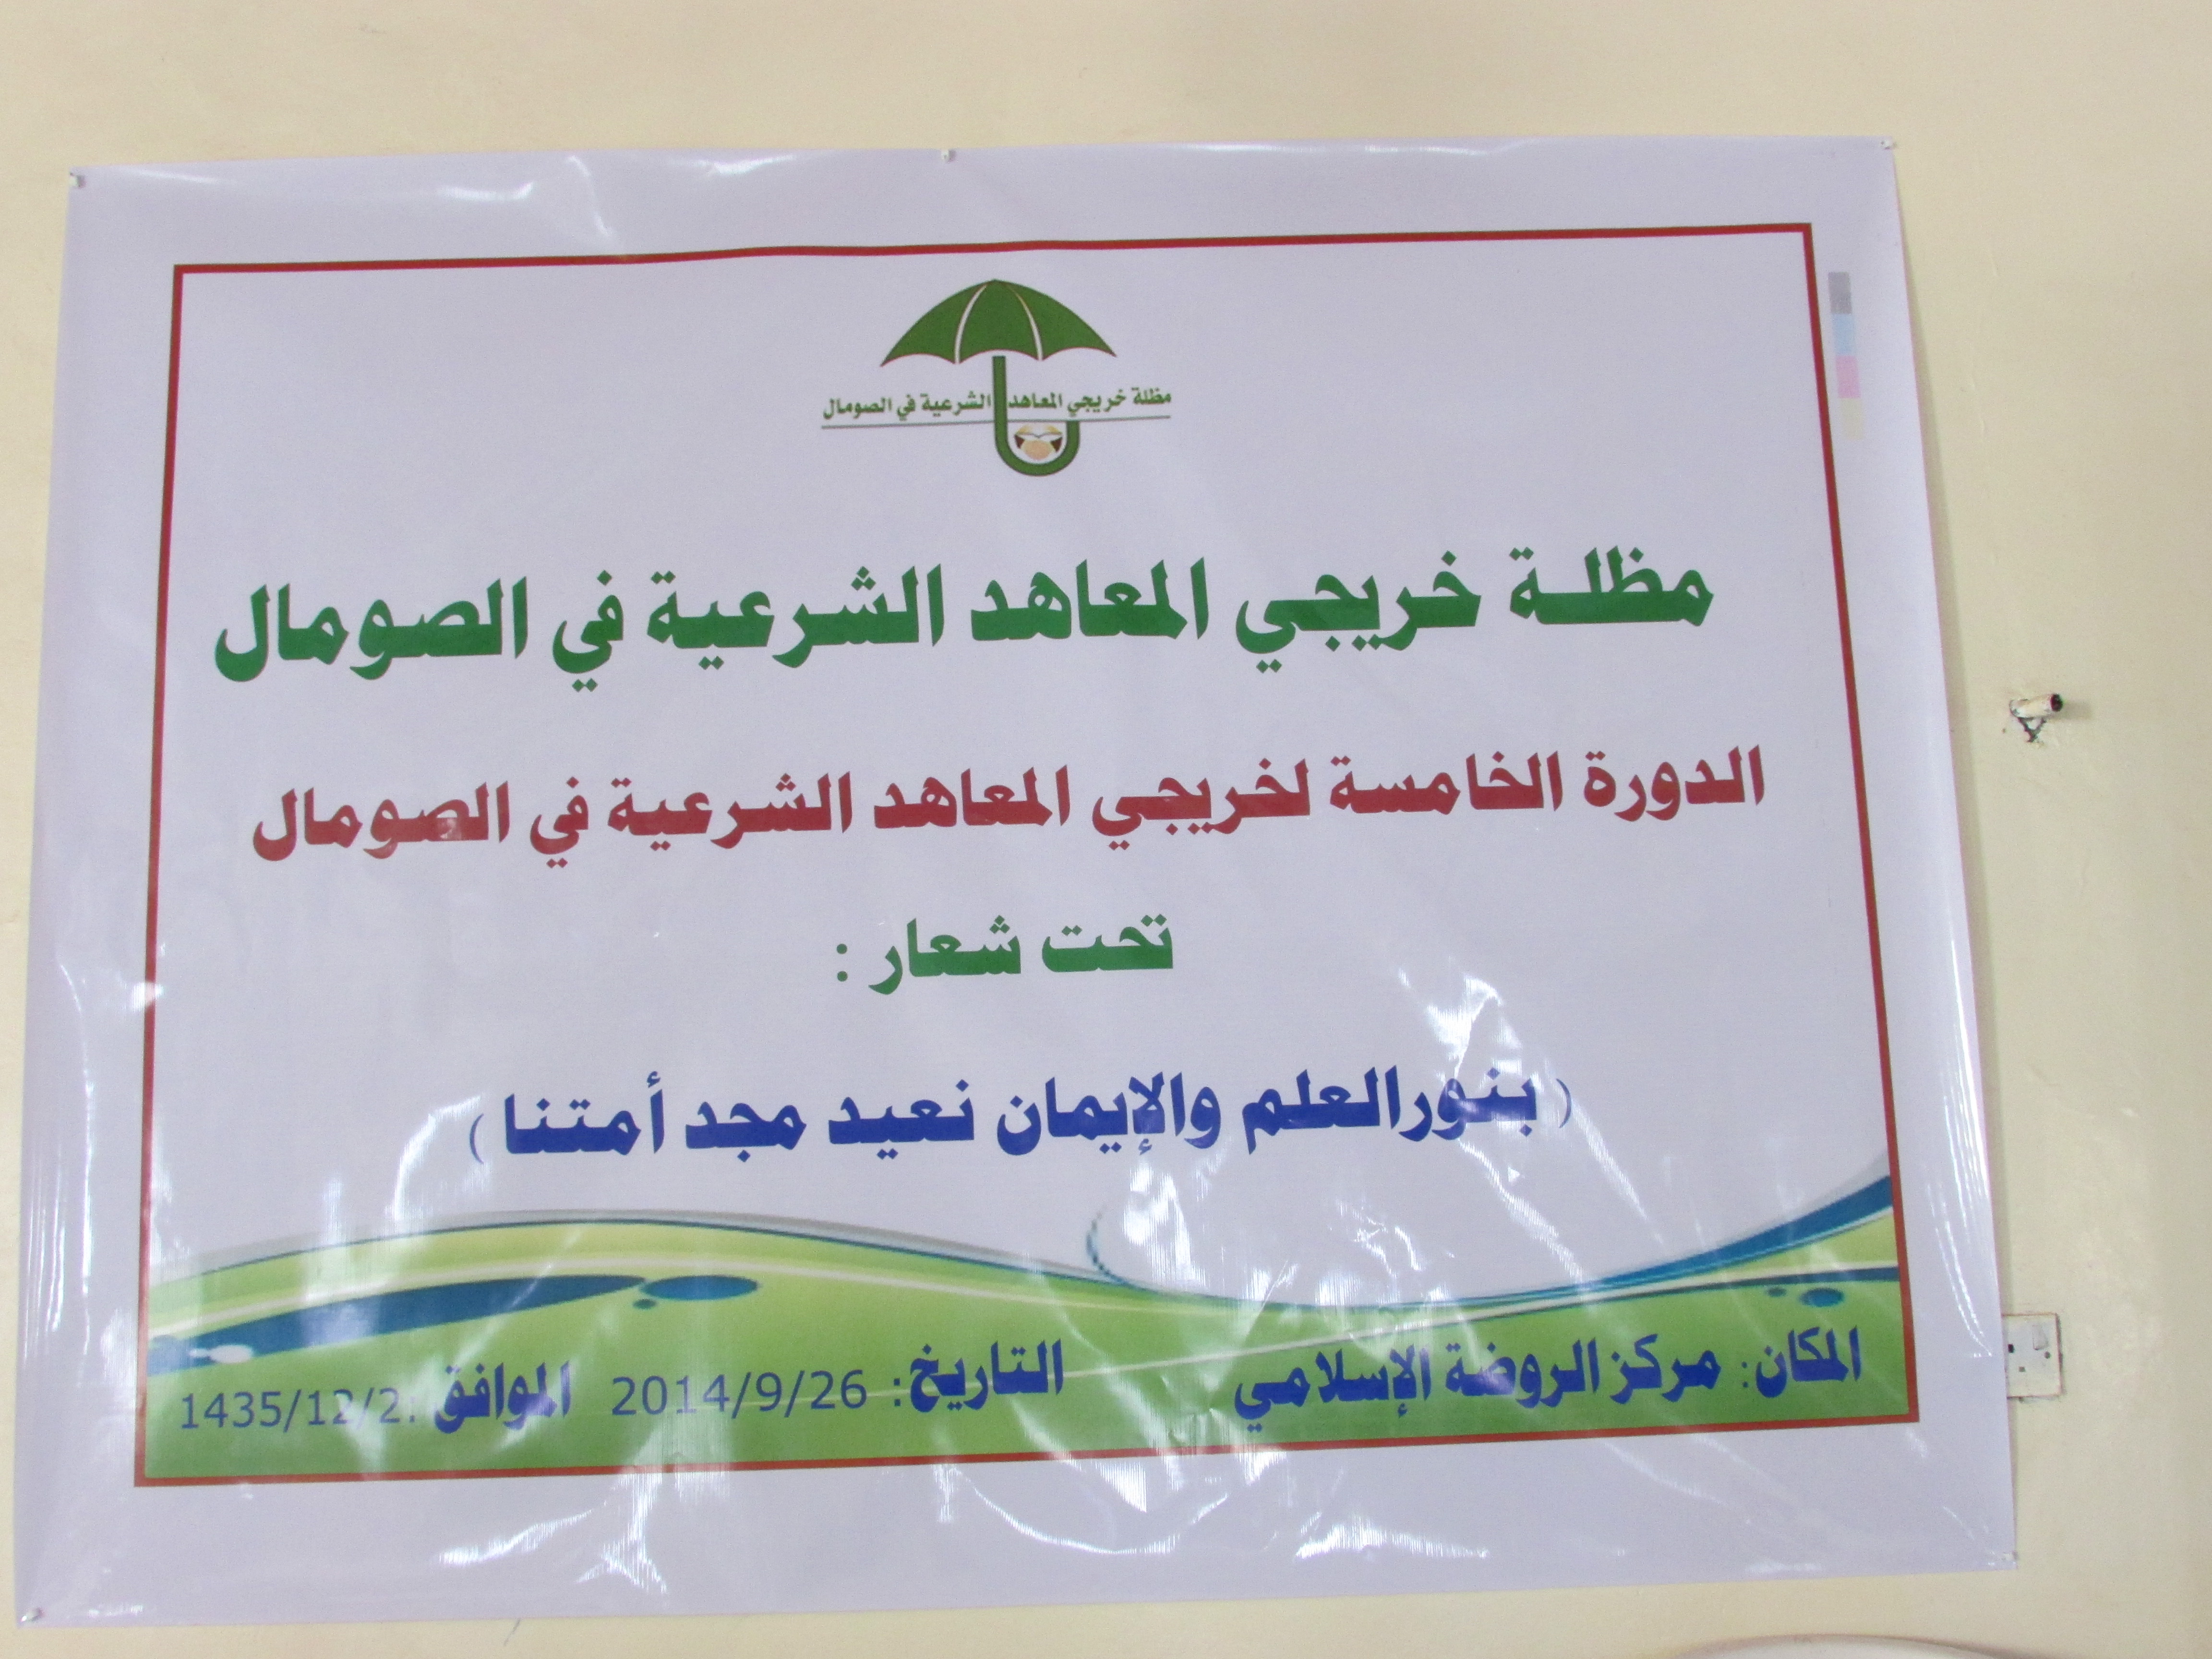 مظلة خريجي المعاهد الشرعية في الصومال
مظلة خريجي المعاهد الشرعية في الصومال
الدورة الخامسة لخريجي المعاهد الشرعية في الصومال
تحت شعار :
( بنورالعلم والإيمان نعيد مجد أمتنا )
المكان: مركز الروضة الإسلامي التاريخ: 2014/9/26 الموافق: 1435/12/2